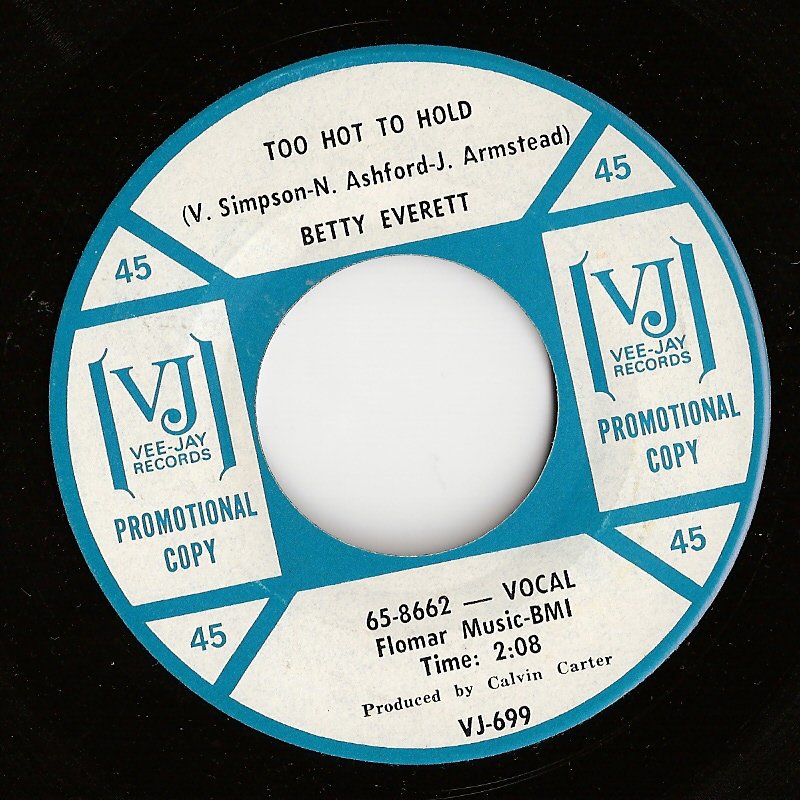 TOO HOT TO HOLD
(V. Simpson-N. Ashford-J. Armstead)
BETTY EVERETT
45
45
VJ
VEE-JAY
RECORDS
PROMOTIONAL
COPY
VJ
VEE-JAY
RECORDS
PROMOTIONAL
COPY
45
45
65-8662 — VOCAL
Flomar Music-BMI
Time: 2:08
Produced by Calvin Carter
VJ-699